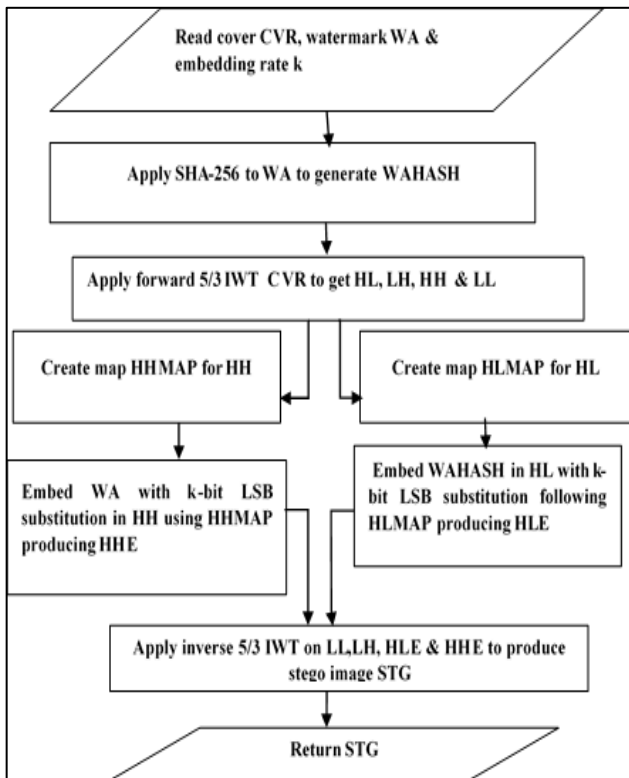 Read cover CVR, watermark WA &
embedding rate k
Apply SHA-256 to WA to generate WAHASH
Apply forward 5/3 IWT CVR to get HL, LH, HH & LL
Create map HHMAP for HH
Create map HLMAP for HL
Embed WA with k-bit LSB
substitution in HH using HHMAP
producing HHE
Embed WAHASH in HL with k-
bit LSB substitution following
HLMAP producing HLE
Apply inverse 5/3 IWT on LL,LH, HLE & HHE to produce
stego image STG
Return STG